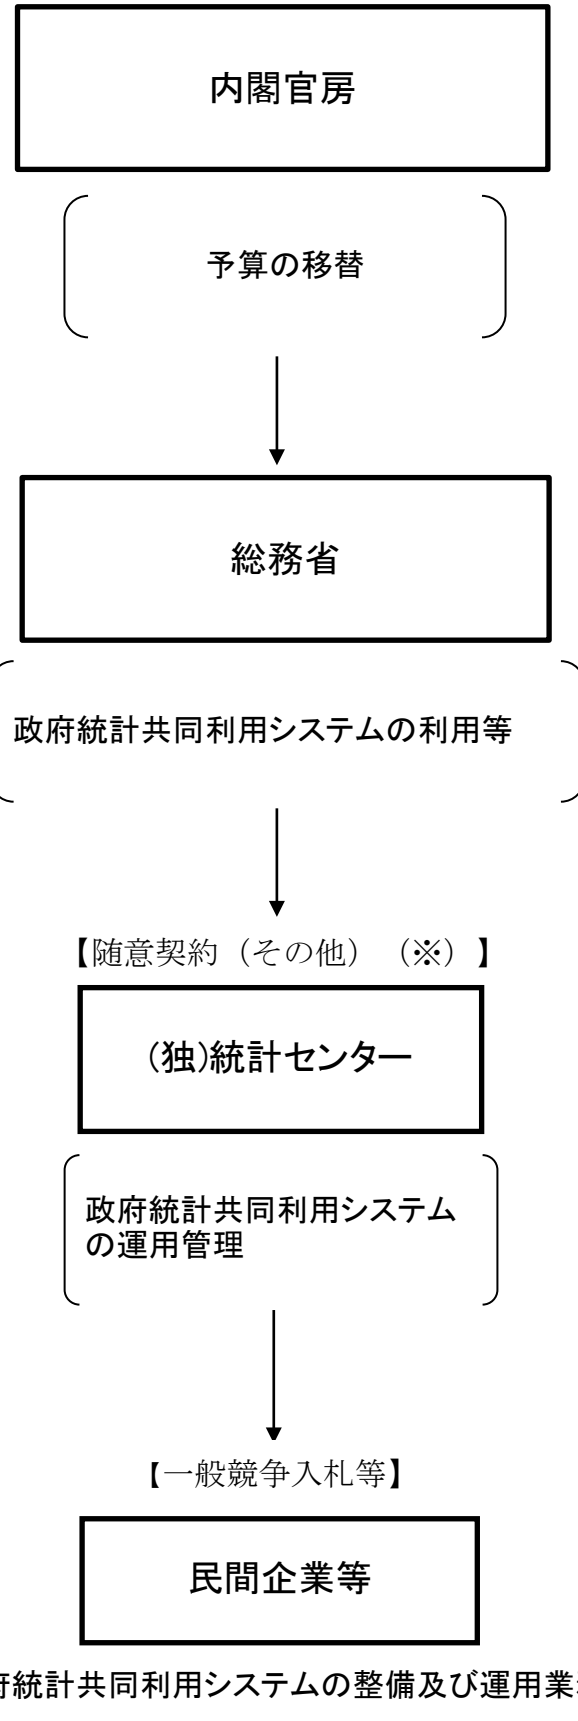 内閣官房
予算の移替
総務省
政府統計共同利用システムの利用等
【随意契約（その他）（※）】
(独)統計センター
政府統計共同利用システム
の運用管理
【一般競争入札等】
民間企業等
府統計共同利用システムの整備及び運用業